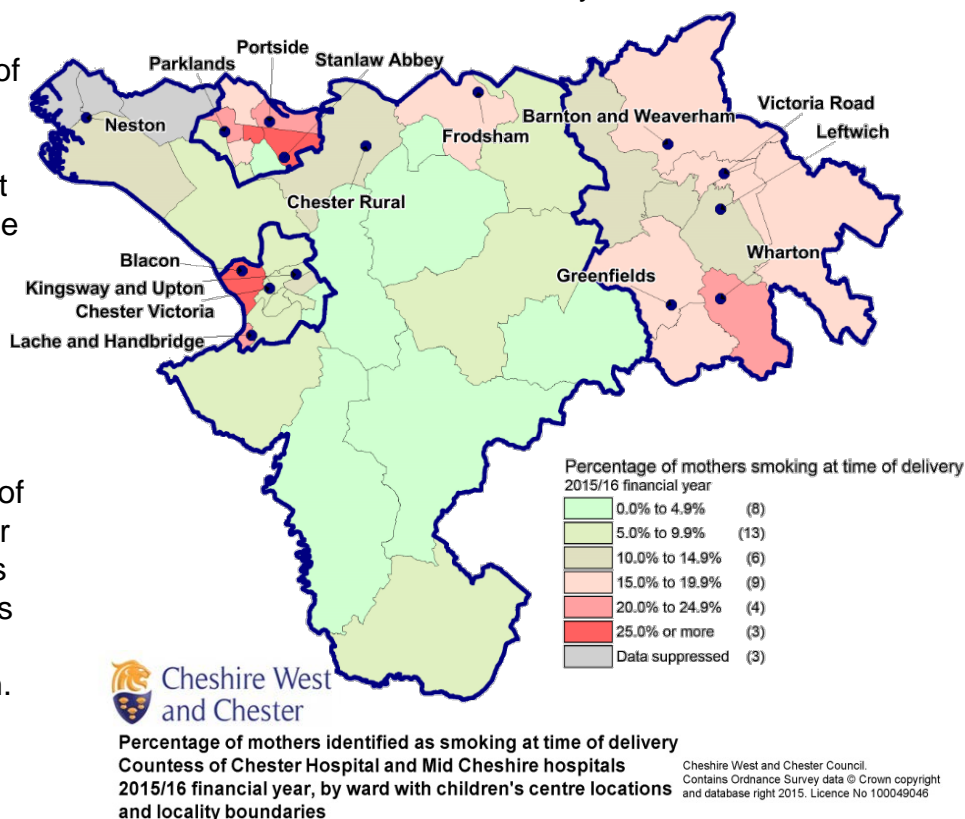 of
t
e
of
r
s
s
.
Portside
Parklands
Stanlaw Abbey
Neston
Frodsham
Barnton and Weaverham
Victoria Road
Leftwich
Chester Rural
Blacon
Kingsway and Upton
Chester Victoria
Lache and Handbridge
Greenfields
Wharton
Percentage of mothers smoking at time of delivery
2015/16 financial year
0.0% to 4.9% (8)
5.0% to 9.9% (13)
10.0% to 14.9% (6)
15.0% to 19.9% (9)
20.0% to 24.9% (4)
25.0% or more (3)
Data suppressed (3)
Cheshire West
and Chester
Percentage of mothers identified as smoking at time of delivery
Countess of Chester Hospital and Mid Cheshire hospitals
2015/16 financial year, by ward with children's centre locations
and locality boundaries
Cheshire West and Chester Council.
Contains Ordnance Survey data © Crown copyright
and database right 2015. Licence No 100049046